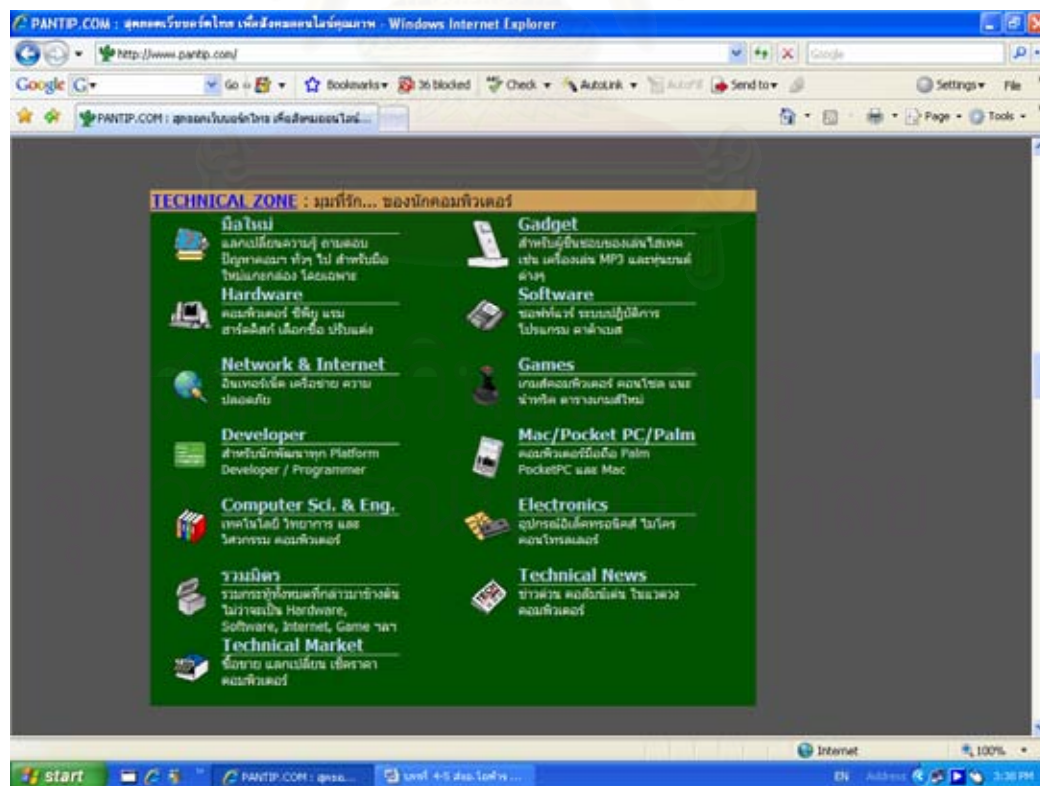 PANTIP.COM : สุดยอดเว็บบอร์ดไทย เพื่อสังคมออนไลน์คุณภาพ - Windows Internet Explorer
http://www.pantip.com/
Google
Google G Go Bookmarks 36 blocked Check AutoLink AutoFill Send to Settings File
PANTIP.COM : สุดยอดเว็บบอร์ดไทย เพื่อสังคมออนไลน์...
Page Tools
TECHNICAL ZONE : มุมที่รัก... ของนักคอมพิวเตอร์
มือใหม่
แลกเปลี่ยนความรู้ ถามตอบ
ปัญหาคอมฯ ทั่วๆ ไป สำหรับมือ
ใหม่แกะกล่อง โดยเฉพาะ
Gadget
สำหรับผู้ชื่นชอบของเล่นไฮเทค
เช่น เครื่องเล่น MP3 และหุ่นยนต์
ต่างๆ
Hardware
คอมพิวเตอร์ ซีพียู แรม
ฮาร์ดดิสก์ เลือกซื้อ ปรับแต่ง
Software
ซอฟท์แวร์ ระบบปฏิบัติการ
โปรแกรม ดาต้าเบส
Network & Internet
อินเทอร์เน็ต เครือข่าย ความ
ปลอดภัย
Games
เกมส์คอมพิวเตอร์ คอนโซล แนะ
นำทริค ตารางเกมส์ใหม่
Developer
สำหรับนักพัฒนาทุก Platform
Developer / Programmer
Mac/Pocket PC/Palm
คอมพิวเตอร์มือถือ Palm
PocketPC และ Mac
Computer Sci. & Eng.
เทคโนโลยี วิทยาการ และ
วิศวกรรม คอมพิวเตอร์
Electronics
อุปกรณ์อิเล็คทรอนิคส์ ไมโคร
คอนโทรลเลอร์
รวมมิตร
รวมกระทู้ทั้งหมดที่กล่าวมาข้างต้น
ไม่ว่าจะเป็น Hardware,
Software, Internet, Game ฯลฯ
Technical News
ข่าวด่วน คอลัมน์เด่น ในแวดวง
คอมพิวเตอร์
Technical Market
ซื้อขาย แลกเปลี่ยน เช็คราคา
คอมพิวเตอร์
Internet 100%
start PANTIP.COM : สุดยอ... EN Address 3:38 PM